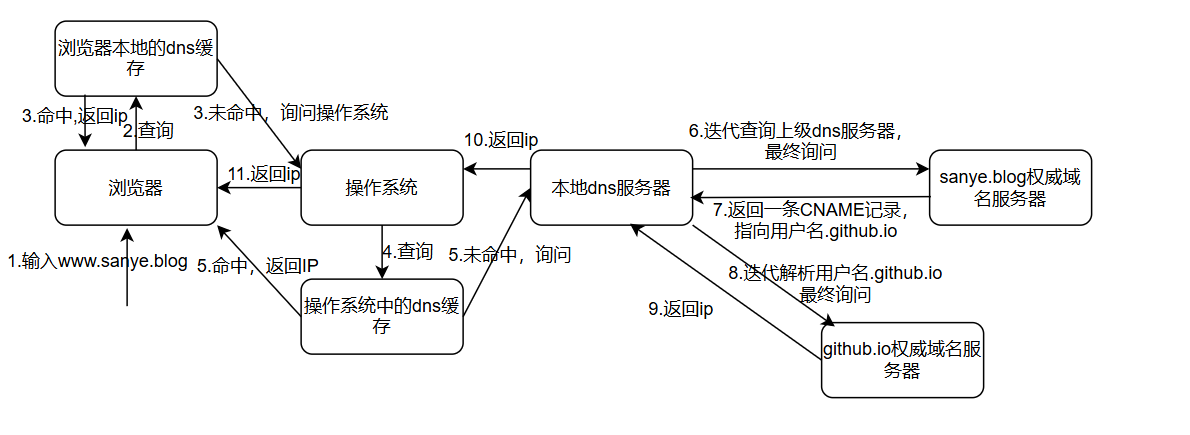 浏览器本地的dns缓
存
3.命中,返回ip
2.查询
3.未命中，询问操作系统
浏览器
11.返回ip
操作系统
10.返回ip
本地dns服务器
6.迭代查询上级dns服务器，
最终询问
sanye.blog权威域
名服务器
7.返回一条CNAME记录，
指向用户名.github.io
1.输入www.sanye.blog
5.命中，返回IP
4.查询
5.未命中，询问
操作系统中的dns缓
存
8.迭代解析用户名.github.io
最终询问
9.返回ip
github.io权威域名服
务器